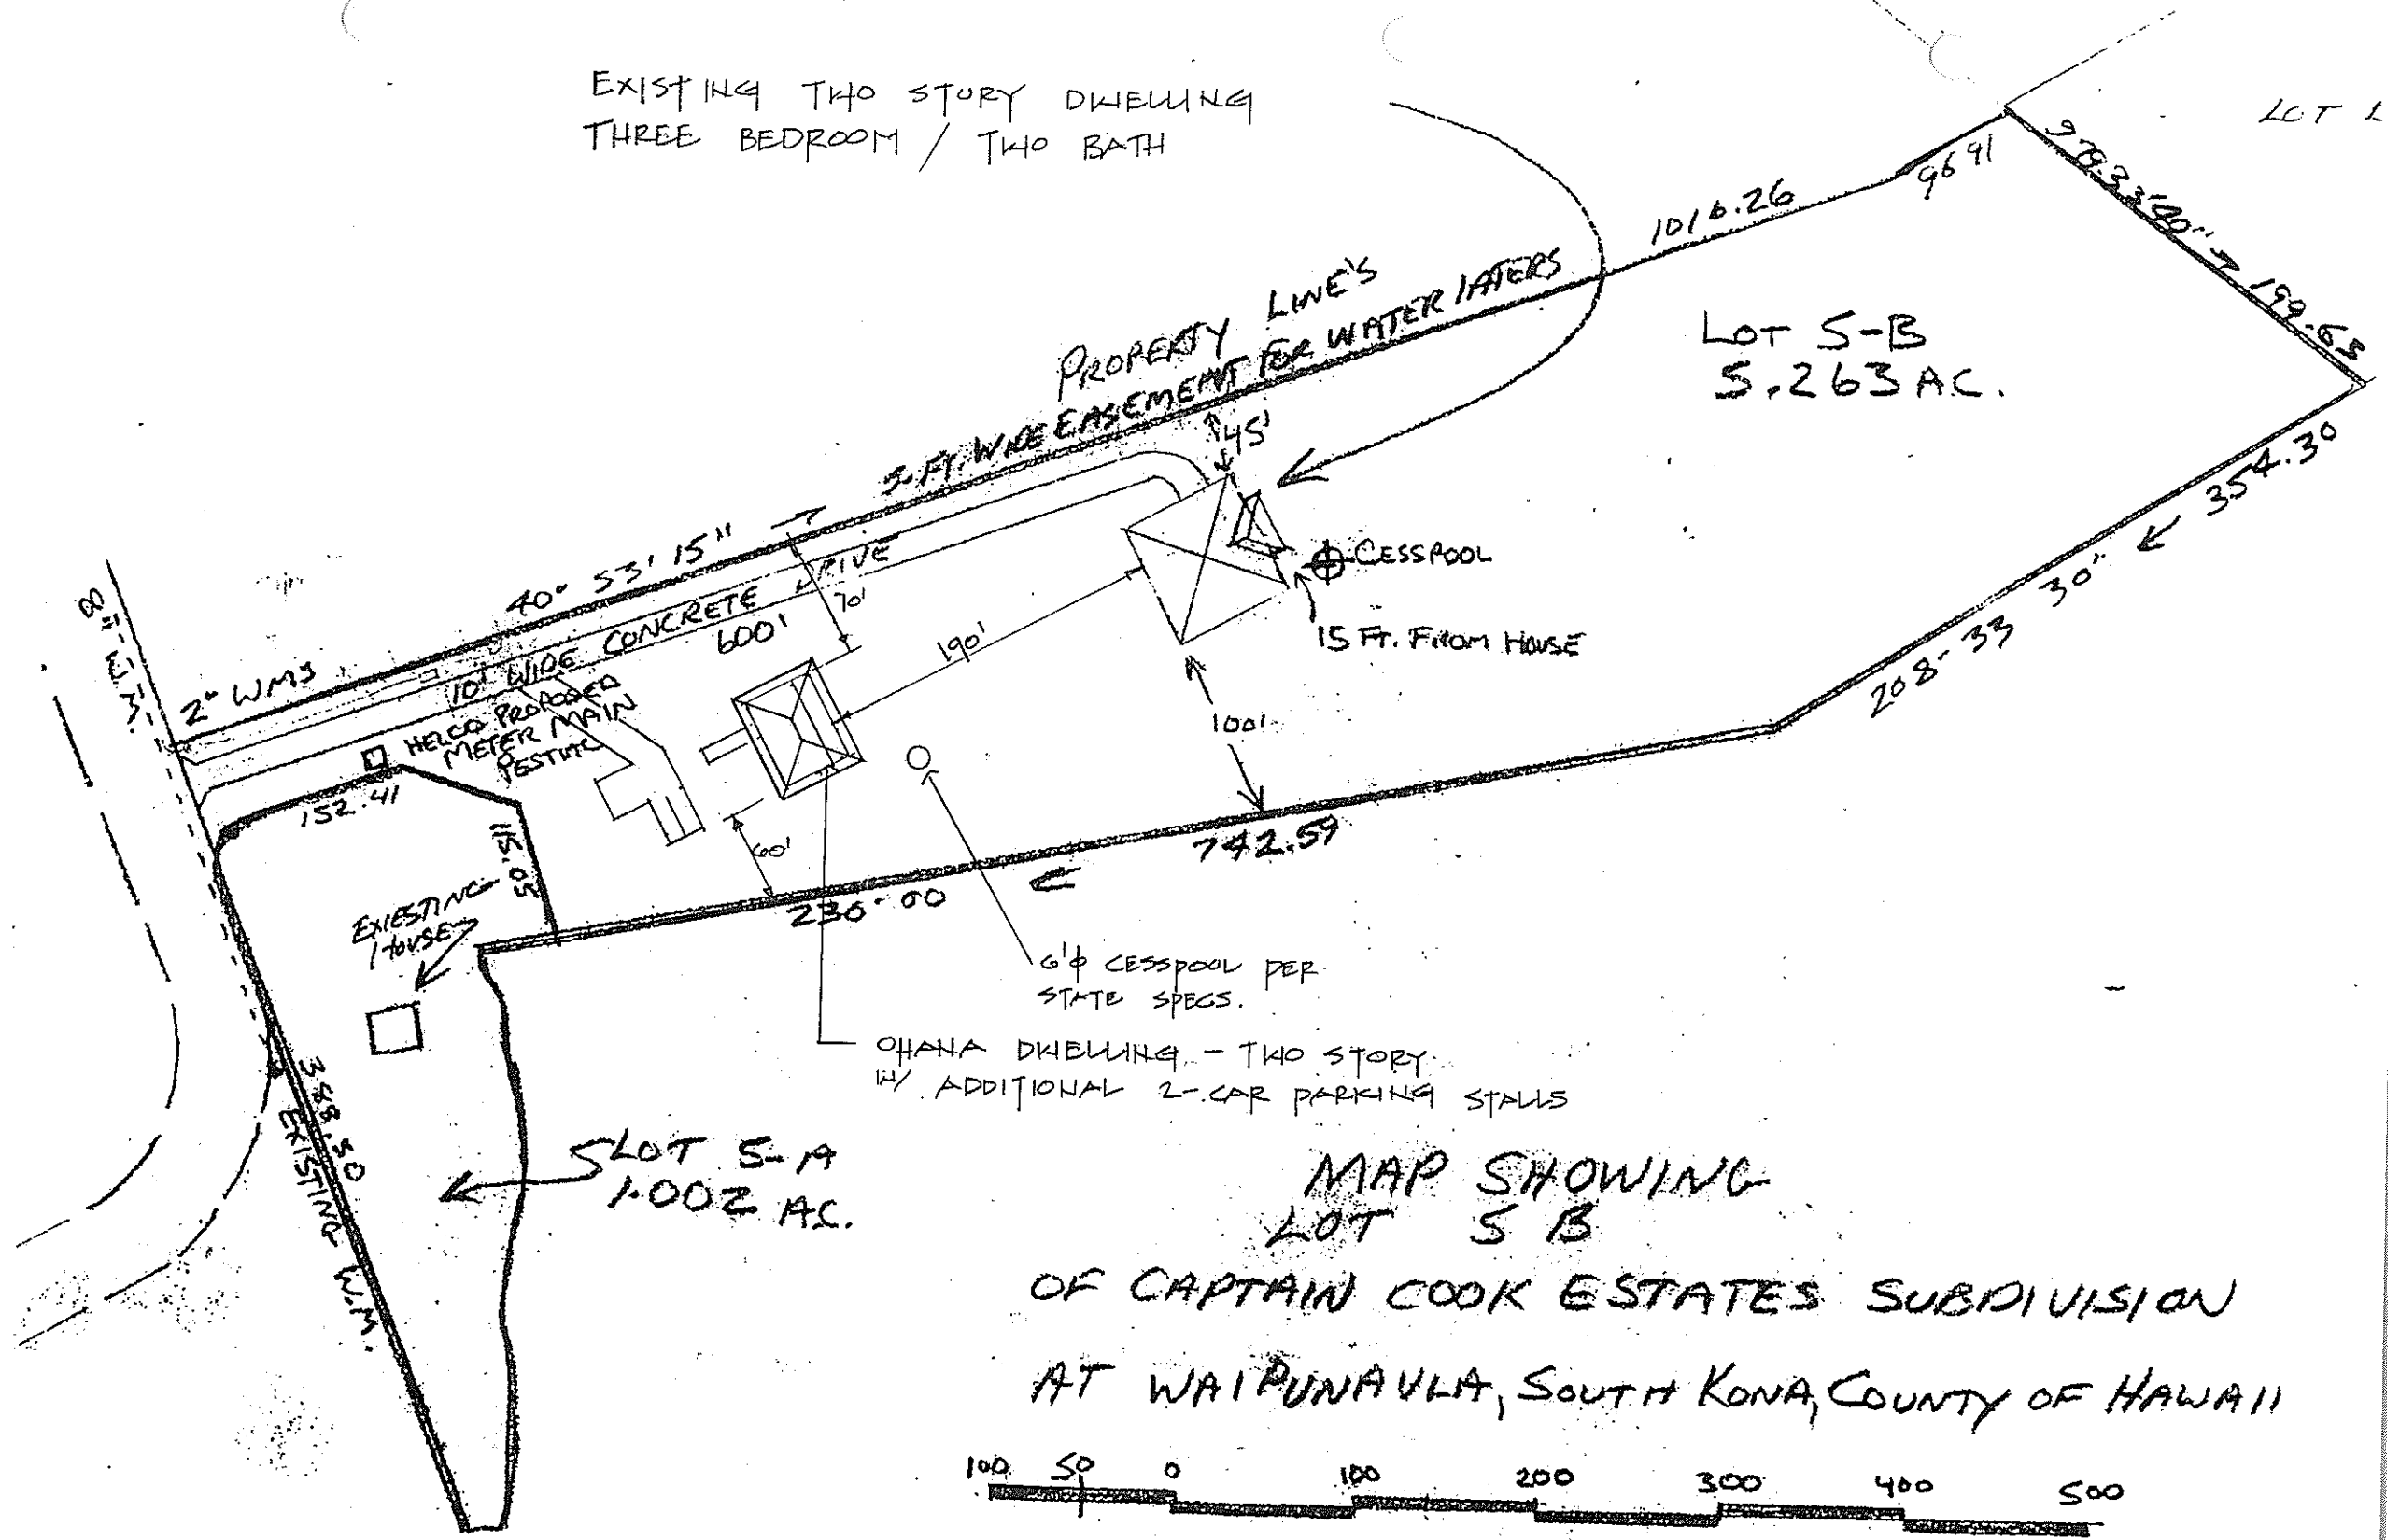 EXISTING TWO STORY DWELLING
THREE BEDROOM / TWO BATH
LOT
96 91
1016.26
199.63
PROPERTY LINE'S
5 FT. WIDE EASEMENT FOR WATER LATERS
LOT 5-B
5.263 AC.
45'
354.30
30"
208-33
40° 53' 15"
10' WIDE CONCRETE DRIVE
600'
70'
190'
CESSPOOL
15 FT. FROM HOUSE
2" WMS
HELCO PROPOSED
METER MAIN
152.41
115.05
100'
60'
742.59
230.00
EXIESTING
HOUSE
6'φ CESSPOOL PER
STATE SPECS.
OHANA DWELLING - TWO STORY
W/ ADDITIONAL 2-CAR PARKING STALLS
388.50
EXISTING W.M.
LOT 5-A
1.002 AC.
MAP SHOWING
LOT 5 B
OF CAPTAIN COOK ESTATES SUBDIVISION
AT WAIPUNAULA, SOUTH KONA, COUNTY OF HAWAII
100 50 0 100 200 300 400 500